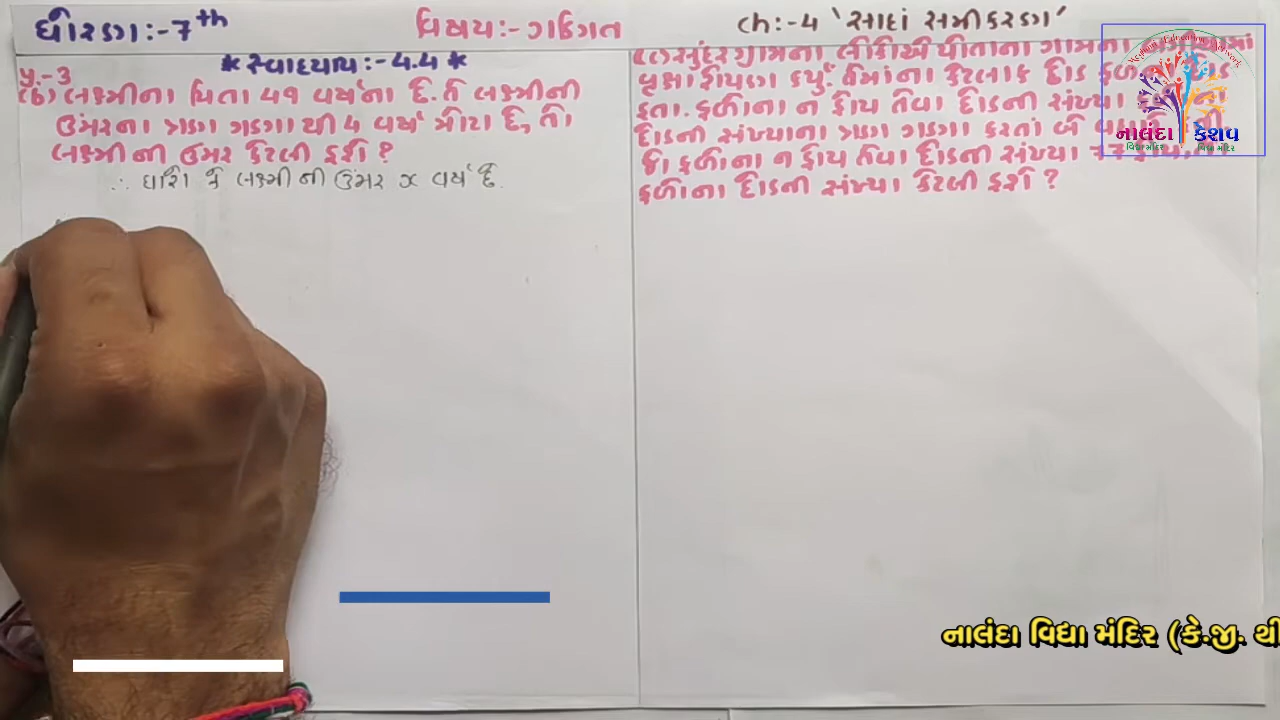 ધોરણ:-7th
વિષય:- ગણિત
ch:-4 'સાદાં સમીકરણ'
* સ્વાધ્યાય:- 4.4 *
પ્ર.-3
(b) લક્ષ્મીના પિતા 49 વર્ષના છે. તે લક્ષ્મીની
ઉંમરના ત્રણ ગણાથી 4 વર્ષ મોટા છે, તો
લક્ષ્મી ની ઉંમર કેટલી હશે ?
∴ ધારો કે લક્ષ્મી ની ઉંમર x વર્ષ છે.
(c) સુંદરગ્રામના લોકોએ પોતાના ગામના
વૃક્ષારોપણ કર્યું. તેમાંના કેટલાક છોડ
હતા. ફળોના ન હોય તેવા છોડની સંખ્યા
છોડની સંખ્યાના ત્રણ ગણા કરતાં બે
જો ફળોના ન હોય તેવા છોડની સંખ્યા 77
ફળોના છોડની સંખ્યા કેટલી હશે ?
નાલંદા કેશવ
વિદ્યા મંદિર વિદ્યા મંદિર
નાલંદા વિદ્યા મંદિર (કે.જી. થી